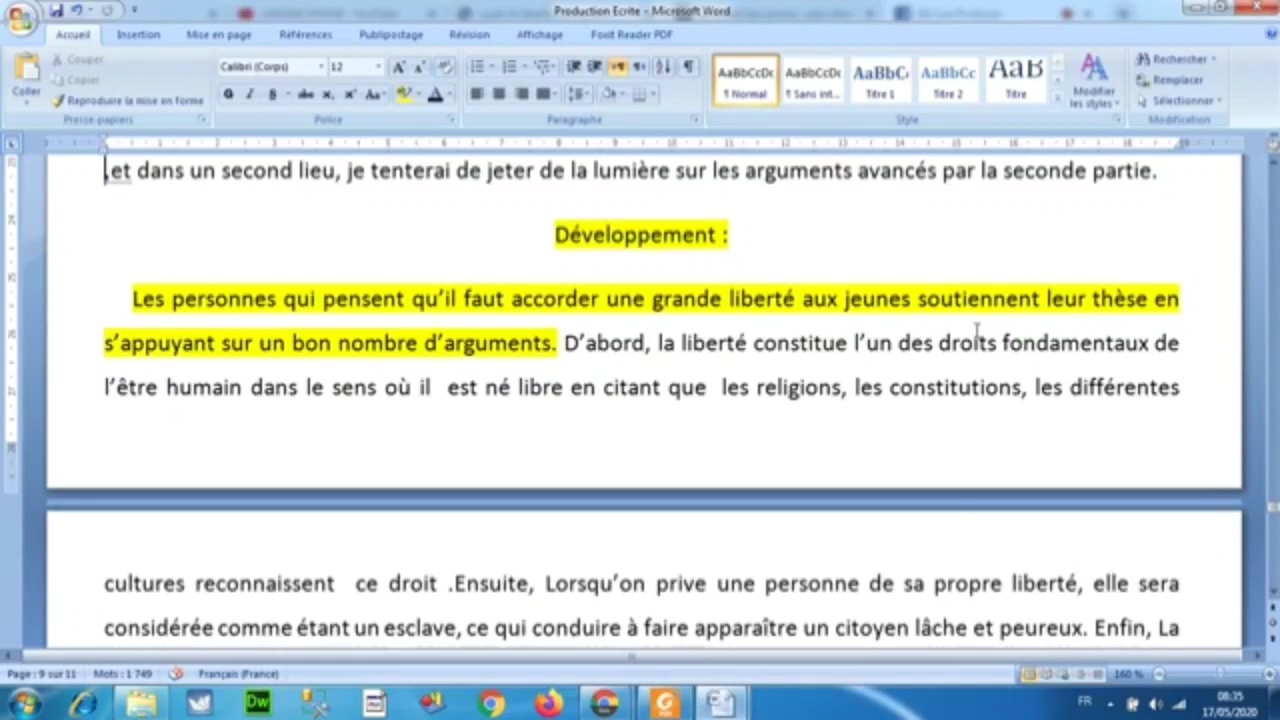 Production Ecrite - Microsoft Word
Accueil Insertion Mise en page Références Publipostage Révision Affichage Foxit Reader PDF
Coller
Couper
Copier
Reproduire la mise en forme
Presse-papiers
Calibri (Corps) 12
Police
Paragraphe
AaBbCcDc AaBbCcDc AaBbC AaBbCc AaB
¶ Normal ¶ Sans int... Titre 1 Titre 2 Titre
Modifier les styles
Style
Rechercher
Remplacer
Sélectionner
Modification
,et dans un second lieu, je tenterai de jeter de la lumière sur les arguments avancés par la seconde partie.
Développement :
Les personnes qui pensent qu’il faut accorder une grande liberté aux jeunes soutiennent leur thèse en
s’appuyant sur un bon nombre d’arguments. D’abord, la liberté constitue l’un des droits fondamentaux de
l’être humain dans le sens où il est né libre en citant que les religions, les constitutions, les différentes
cultures reconnaissent ce droit .Ensuite, Lorsqu’on prive une personne de sa propre liberté, elle sera
considérée comme étant un esclave, ce qui conduire à faire apparaître un citoyen lâche et peureux. Enfin, La
Page : 9 sur 11 Mots : 1 749 Français (France) 160 %
Dw FR 08:35
17/05/2020